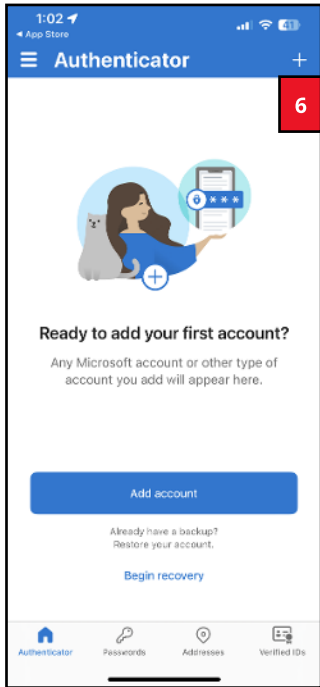 1:02
41
◀ App Store
Authenticator
6
* * * *
Ready to add your first account?
Any Microsoft account or other type of
account you add will appear here.
Add account
Already have a backup?
Restore your account.
Begin recovery
Authenticator Passwords Addresses Verified IDs